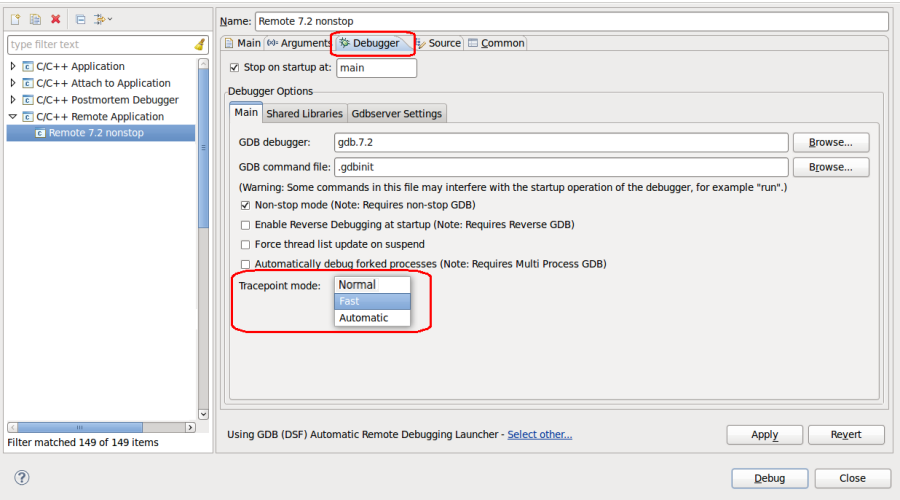 Name: Remote 7.2 nonstop
type filter text
Main (x)= Arguments Debugger Source Common
C/C++ Application
C/C++ Attach to Application
C/C++ Postmortem Debugger
C/C++ Remote Application
Remote 7.2 nonstop
Stop on startup at: main
Debugger Options
Main Shared Libraries Gdbserver Settings
GDB debugger: gdb.7.2 Browse...
GDB command file: .gdbinit Browse...
(Warning: Some commands in this file may interfere with the startup operation of the debugger, for example "run".)
Non-stop mode (Note: Requires non-stop GDB)
Enable Reverse Debugging at startup (Note: Requires Reverse GDB)
Force thread list update on suspend
Automatically debug forked processes (Note: Requires Multi Process GDB)
Tracepoint mode: Normal
Fast
Automatic
Filter matched 149 of 149 items
Using GDB (DSF) Automatic Remote Debugging Launcher - Select other...
Apply Revert
Debug Close